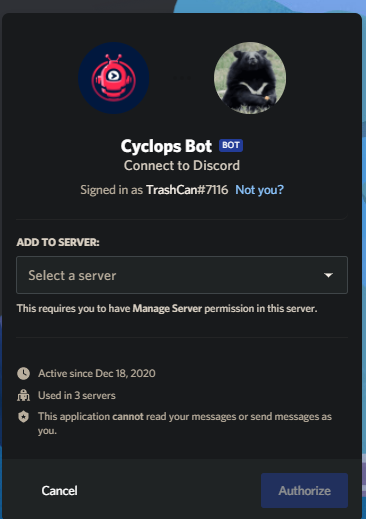 Cyclops Bot BOT
Connect to Discord
Signed in as TrashCan#7116 Not you?
ADD TO SERVER:
Select a server
This requires you to have Manage Server permission in this server.
Active since Dec 18, 2020
Used in 3 servers
This application cannot read your messages or send messages as
you.
Cancel
Authorize